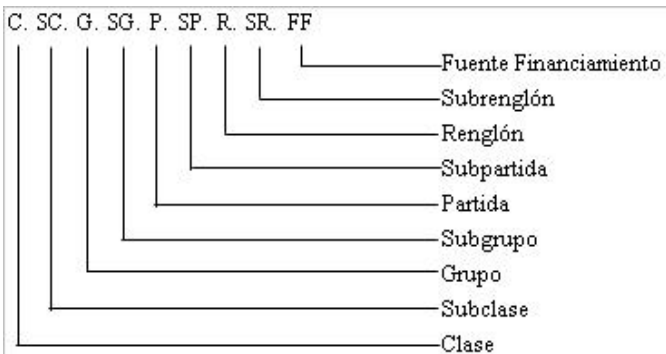 C. SC. G. SG. P. SP. R. SR. FF
Fuente Financiamiento
Subrenglón
Renglón
Subpartida
Partida
Subgrupo
Grupo
Subclase
Clase